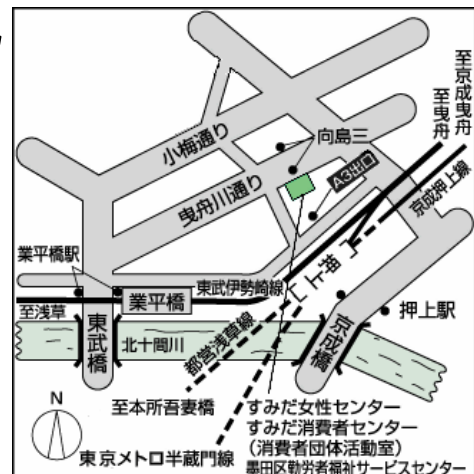 至京成曳舟
至曳舟
小梅通り
向島三
A3出口
曳舟川通り
京成押上線
業平橋駅
東武伊勢崎線
[押上]
業平橋
至浅草
押上駅
東武橋
北十間川
都営浅草線
京成橋
N
至本所吾妻橋
すみだ女性センター
すみだ消費者センター
(消費者団体活動室)
墨田区勤労者福祉サービスセンター
東京メトロ半蔵門線